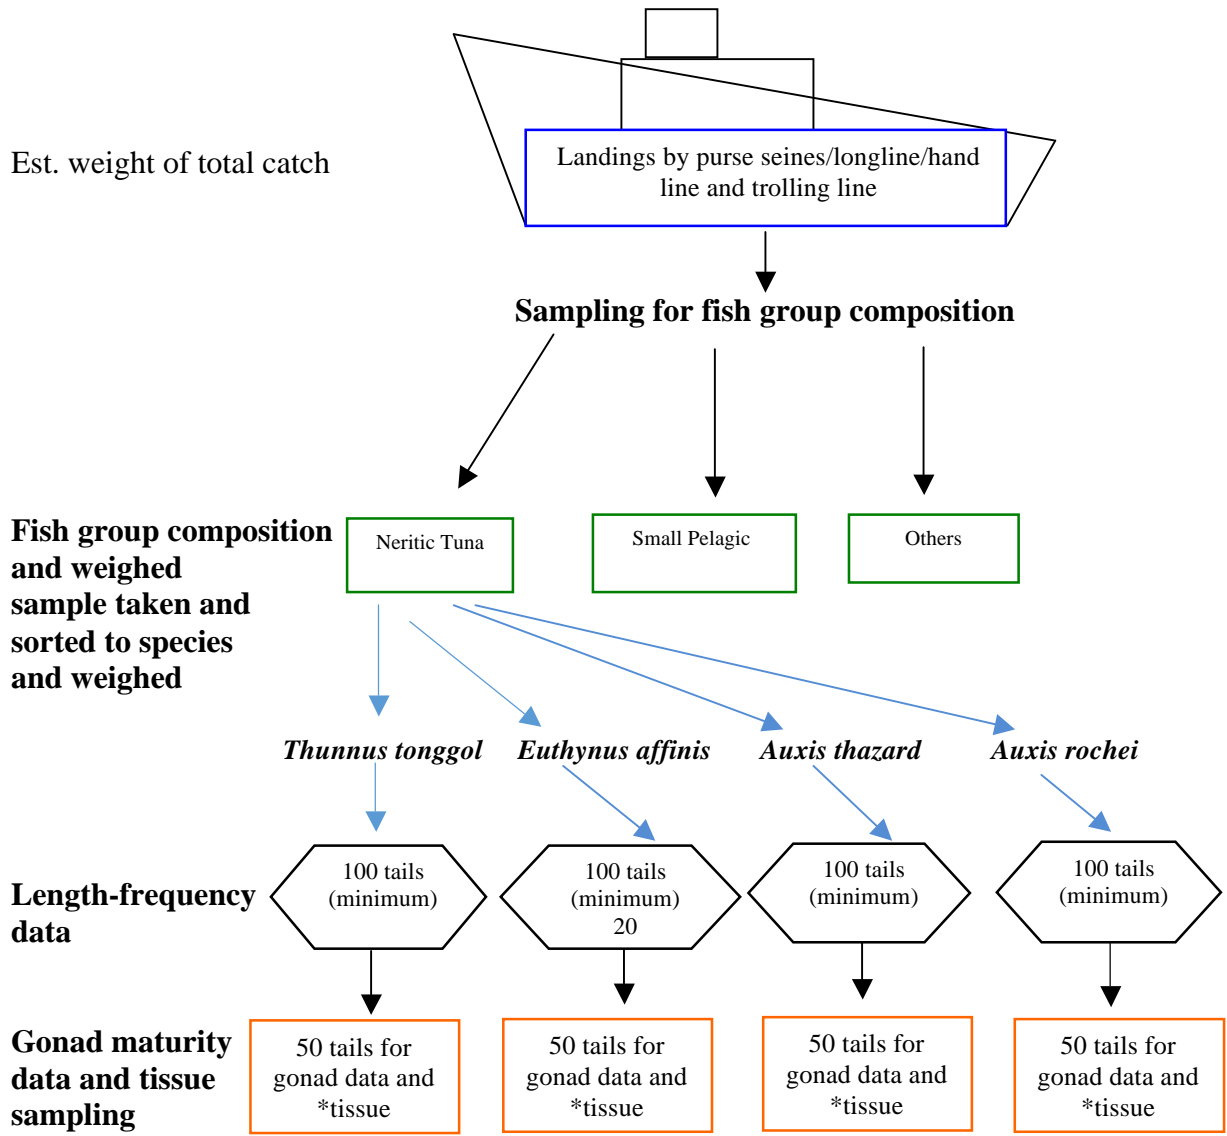 Est. weight of total catch
Landings by purse seines/longline/hand
line and trolling line
Sampling for fish group composition
Fish group composition
and weighed
sample taken and
sorted to species
and weighed
Neritic Tuna
Small Pelagic
Others
Thunnus tonggol
Euthynus affinis
Auxis thazard
Auxis rochei
Length-frequency
data
100 tails
(minimum)
100 tails
(minimum)
20
100 tails
(minimum)
100 tails
(minimum)
Gonad maturity
data and tissue
sampling
50 tails for
gonad data and
*tissue
50 tails for
gonad data and
*tissue
50 tails for
gonad data and
*tissue
50 tails for
gonad data and
*tissue